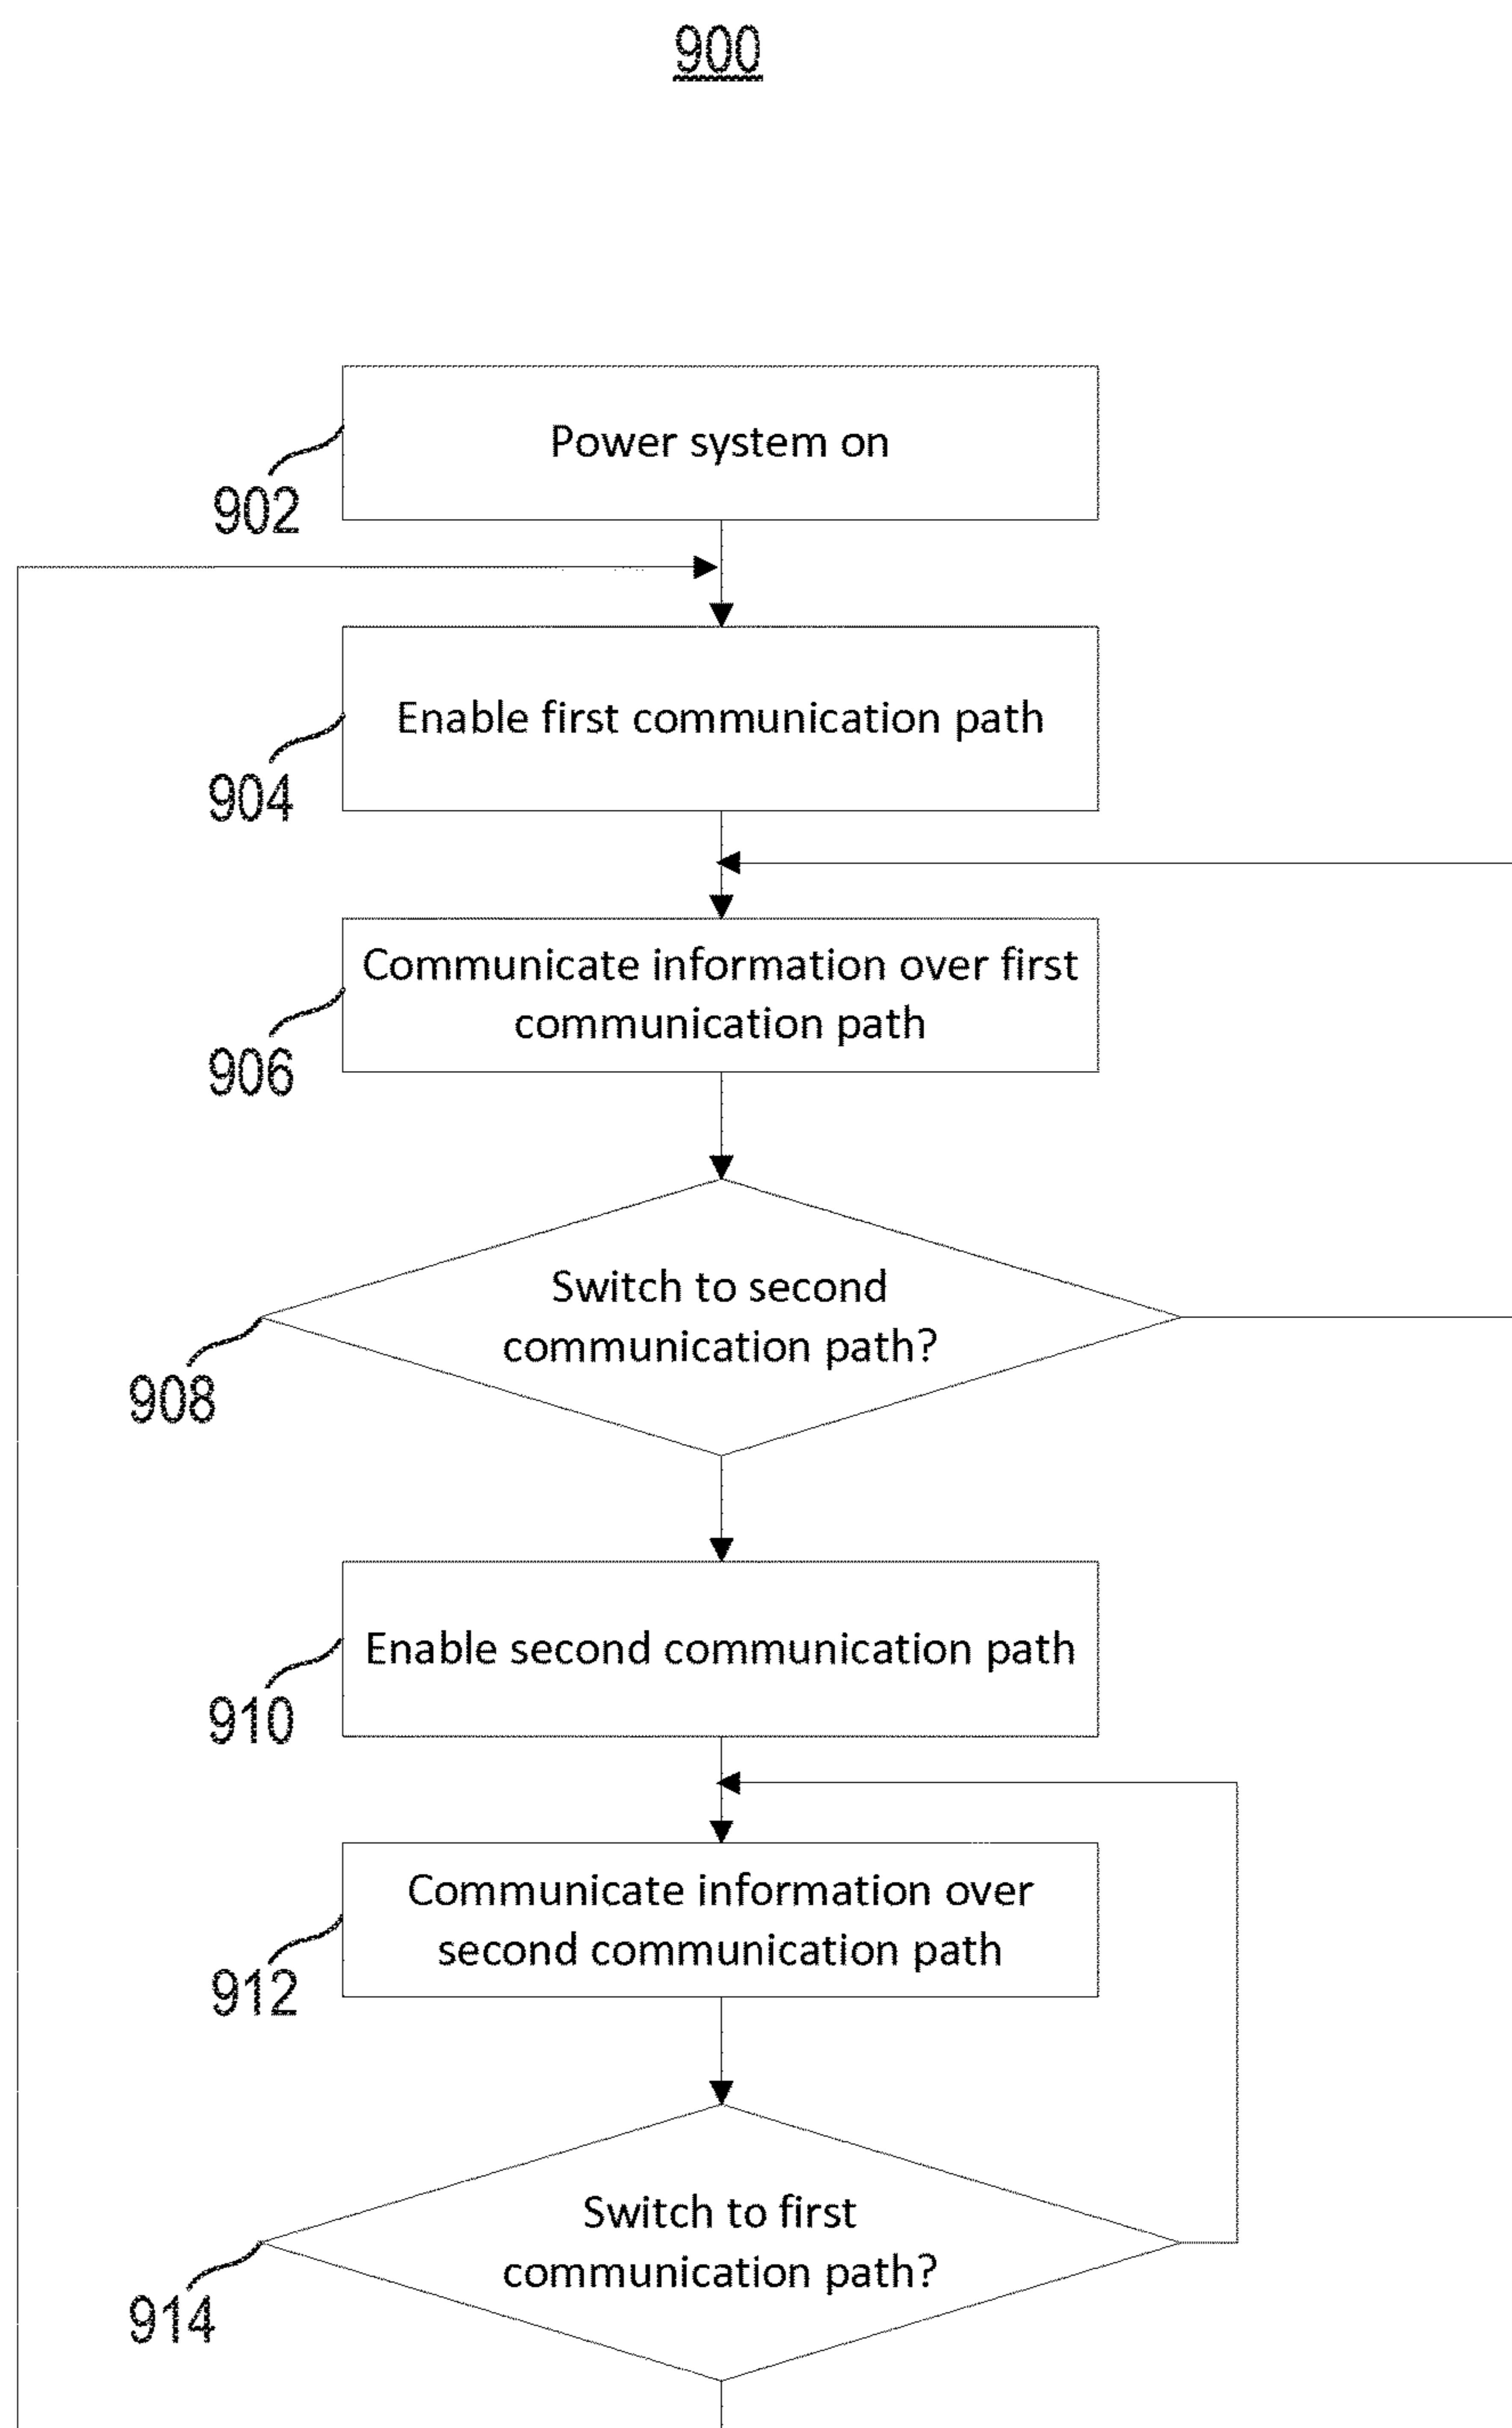 900
Power system on
902
Enable first communication path
904
Communicate information over first
communication path
906
Switch to second
communication path?
908
Enable second communication path
910
Communicate information over
second communication path
912
Switch to first
communication path?
914